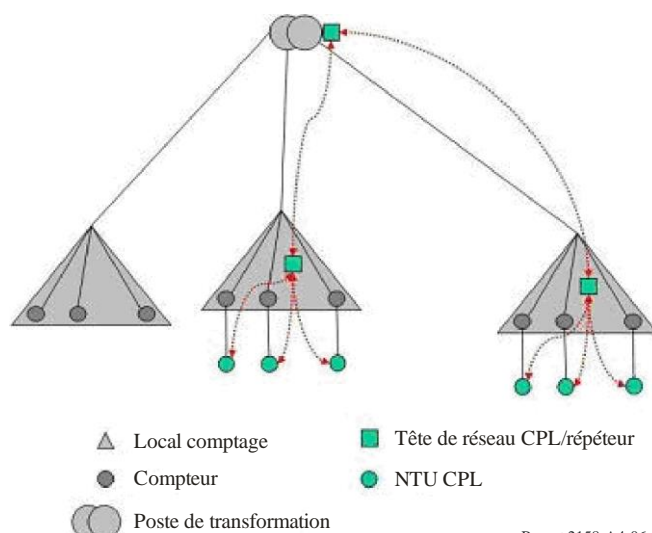 Local comptage
Tête de réseau CPL/répéteur
Compteur
NTU CPL
Poste de transformation